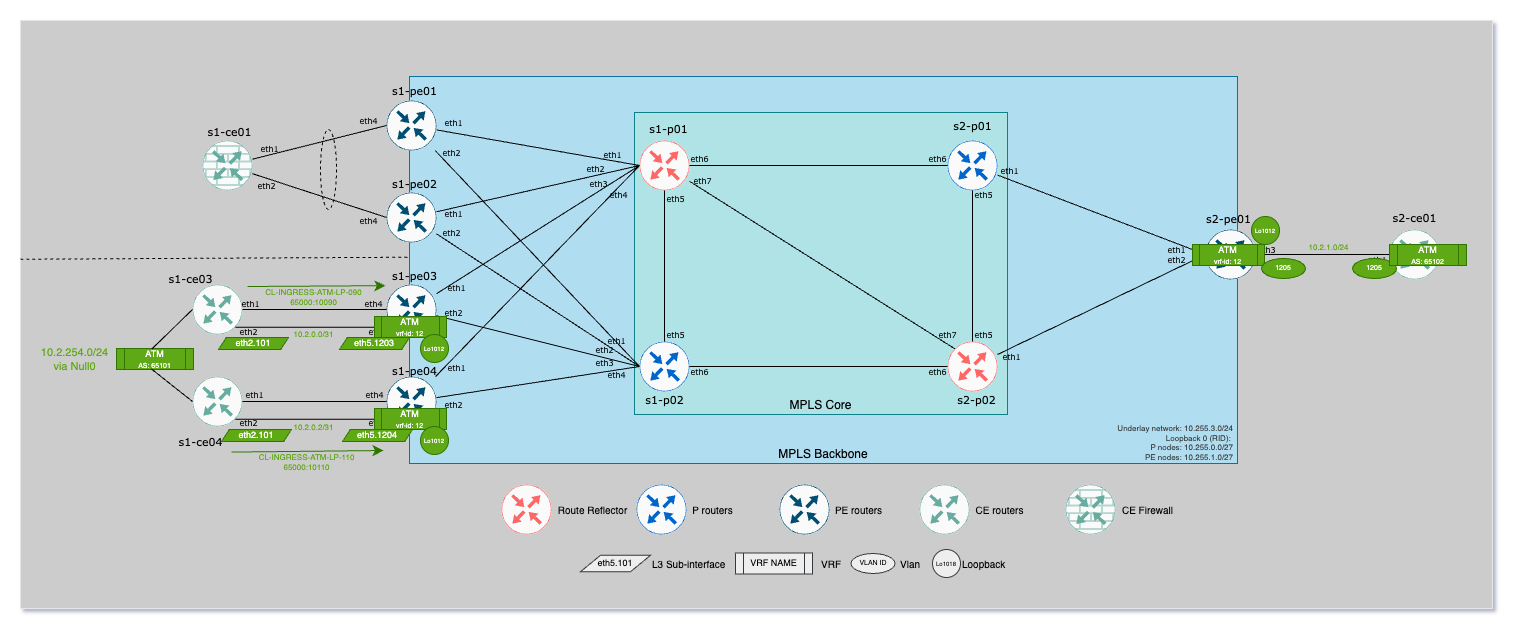 s1-pe01
s1-ce01
eth4
eth1
eth1
eth2
eth2
s1-pe02
eth4
eth1
eth2
s1-p01
eth1
eth2
eth3
eth4
eth6
eth7
eth5
s2-p01
eth6
eth1
eth5
s2-pe01
Lo1012
eth1
eth2
ATM
vrf-id: 12
1205
10.2.1.0/24
s2-ce01
ATM
AS: 65102
1205
s1-ce03
CL-INGRESS-ATM-LP-090
65000:10090
eth1
eth4
eth2
10.2.0.0/31
eth2.101
eth5.1203
s1-pe03
eth1
eth2
ATM
vrf-id: 12
Lo1012
10.2.254.0/24
via Null0
ATM
AS: 65101
s1-pe04
eth1
eth2
eth1
eth4
eth2
10.2.0.2/31
eth2.101
eth5.1204
ATM
vrf-id: 12
Lo1012
s1-ce04
CL-INGRESS-ATM-LP-110
65000:10110
eth5
eth1
eth2
eth3
eth4
eth6
s1-p02
eth7
eth5
eth6
eth1
s2-p02
MPLS Core
MPLS Backbone
Underlay network: 10.255.3.0/24
Loopback 0 (RID):
P nodes: 10.255.0.0/27
PE nodes: 10.255.1.0/27
Route Reflector
P routers
PE routers
CE routers
CE Firewall
eth5.101
L3 Sub-interface
VRF NAME
VRF
VLAN ID
Vlan
Lo1018
Loopback